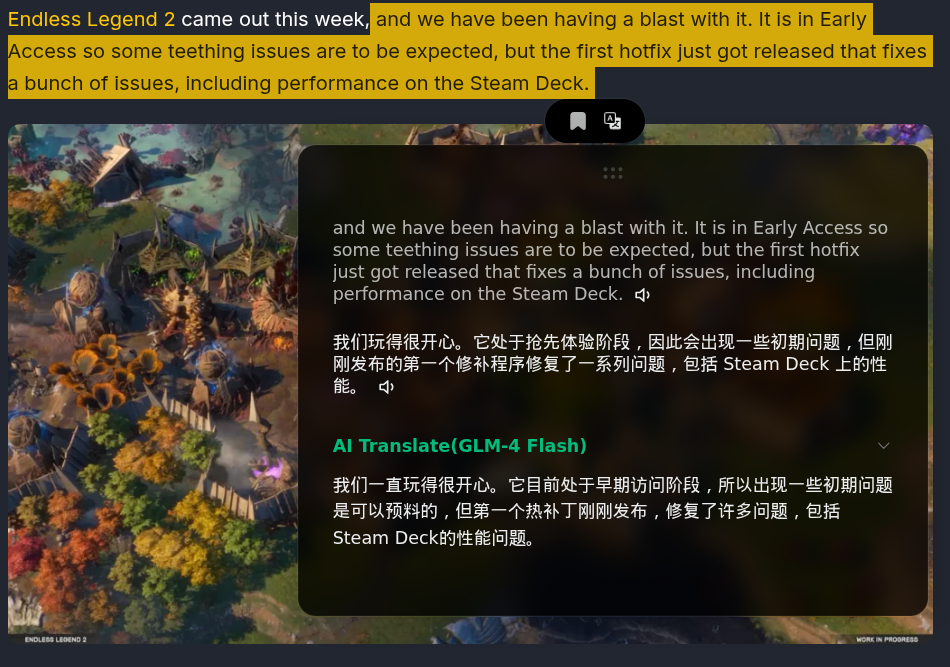 Endless Legend 2 came out this week, and we have been having a blast with it. It is in Early
Access so some teething issues are to be expected, but the first hotfix just got released that fixes
a bunch of issues, including performance on the Steam Deck.
and we have been having a blast with it. It is in Early Access so
some teething issues are to be expected, but the first hotfix
just got released that fixes a bunch of issues, including
performance on the Steam Deck.
我们玩得很开心。它处于抢先体验阶段，因此会出现一些初期问题，但刚
刚发布的第一个修补程序修复了一系列问题，包括 Steam Deck 上的性
能。
AI Translate(GLM-4 Flash)
我们一直玩得很开心。它目前处于早期访问阶段，所以出现一些初期问题
是可以预料的，但第一个热补丁刚刚发布，修复了许多问题，包括
Steam Deck的性能问题。
ENDLESS LEGEND 2
WORK IN PROGRESS